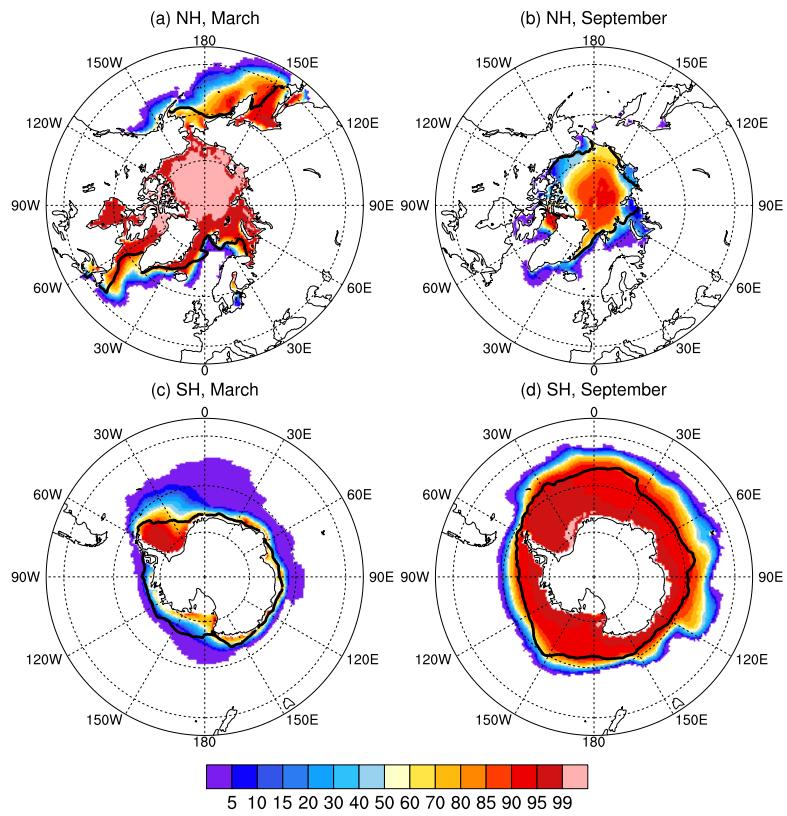 (a) NH, March
(b) NH, September
180
180
150W
150E
150W
150E
120W
120E
120W
120E
90W
90E
90W
90E
60W
60E
60W
60E
30W
30E
30W
30E
0
0
(c) SH, March
(d) SH, September
0
0
30W
30E
30W
30E
60W
60E
60W
60E
90W
90E
90W
90E
120W
120E
120W
120E
150W
150E
150W
150E
180
180
5 10 15 20 30 40 50 60 70 80 85 90 95 99